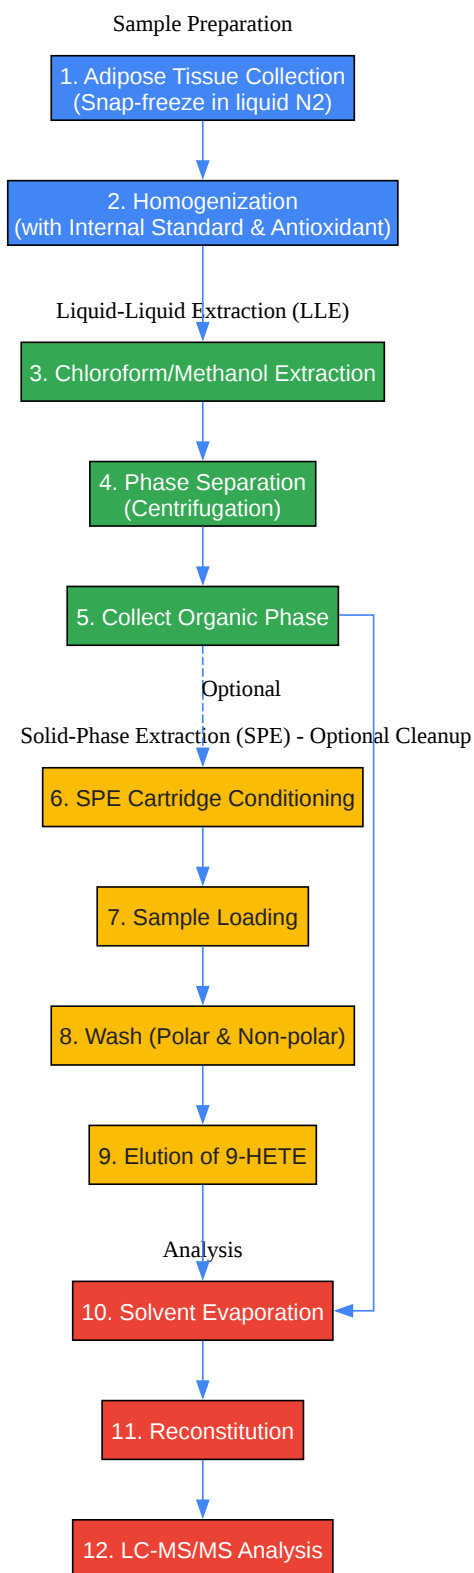 Sample Preparation
1. Adipose Tissue Collection
(Snap-freeze in liquid N2)
2. Homogenization
(with Internal Standard & Antioxidant)
Liquid-Liquid Extraction (LLE)
3. Chloroform/Methanol Extraction
4. Phase Separation
(Centrifugation)
5. Collect Organic Phase
Optional
Solid-Phase Extraction (SPE) - Optional Cleanup
6. SPE Cartridge Conditioning
7. Sample Loading
8. Wash (Polar & Non-polar)
9. Elution of 9-HETE
Analysis
10. Solvent Evaporation
11. Reconstitution
12. LC-MS/MS Analysis